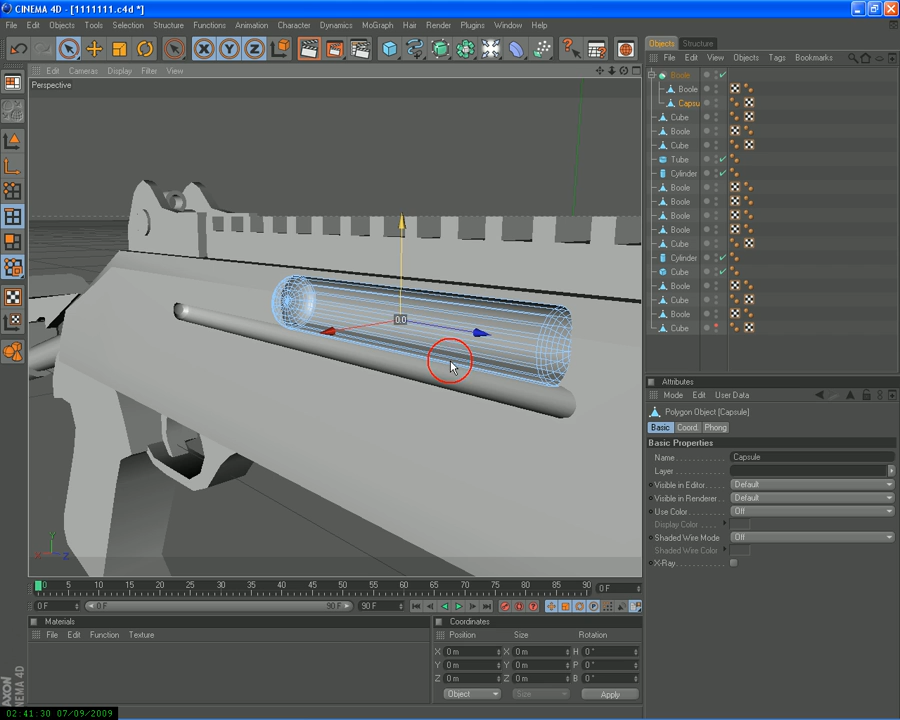 CINEMA 4D - [1111111.c4d *]
File Edit Objects Tools Selection Structure Functions Animation Character Dynamics MoGraph Hair Render Plugins Window Help
X Y Z
Edit Cameras Display Filter View
Perspective
0.0
Y
X Z
0 5 10 15 20 25 30 35 40 45 50 55 60 65 70 75 80 85 90 0 F
0 F 0 F 90 F 90 F
Materials
File Edit Function Texture
Coordinates
Position Size Rotation
X 0 m X 0 m H 0 °
Y 0 m Y 0 m P 0 °
Z 0 m Z 0 m B 0 °
Object Size Apply
Objects Structure
File Edit View Objects Tags Bookmarks
Boole
Boole
Capsu
Cube
Boole
Cube
Tube
Cylinder
Boole
Boole
Boole
Boole
Cube
Cylinder
Cube
Boole
Cube
Boole
Cube
Attributes
Mode Edit User Data
Polygon Object [Capsule]
Basic Coord. Phong
Basic Properties
Name Capsule
Layer
Visible in Editor Default
Visible in Renderer Default
Use Color Off
Display Color
Shaded Wire Mode Off
Shaded Wire Color
X-Ray
AXON
NEMA 4D
02:41:30 07/09/2009